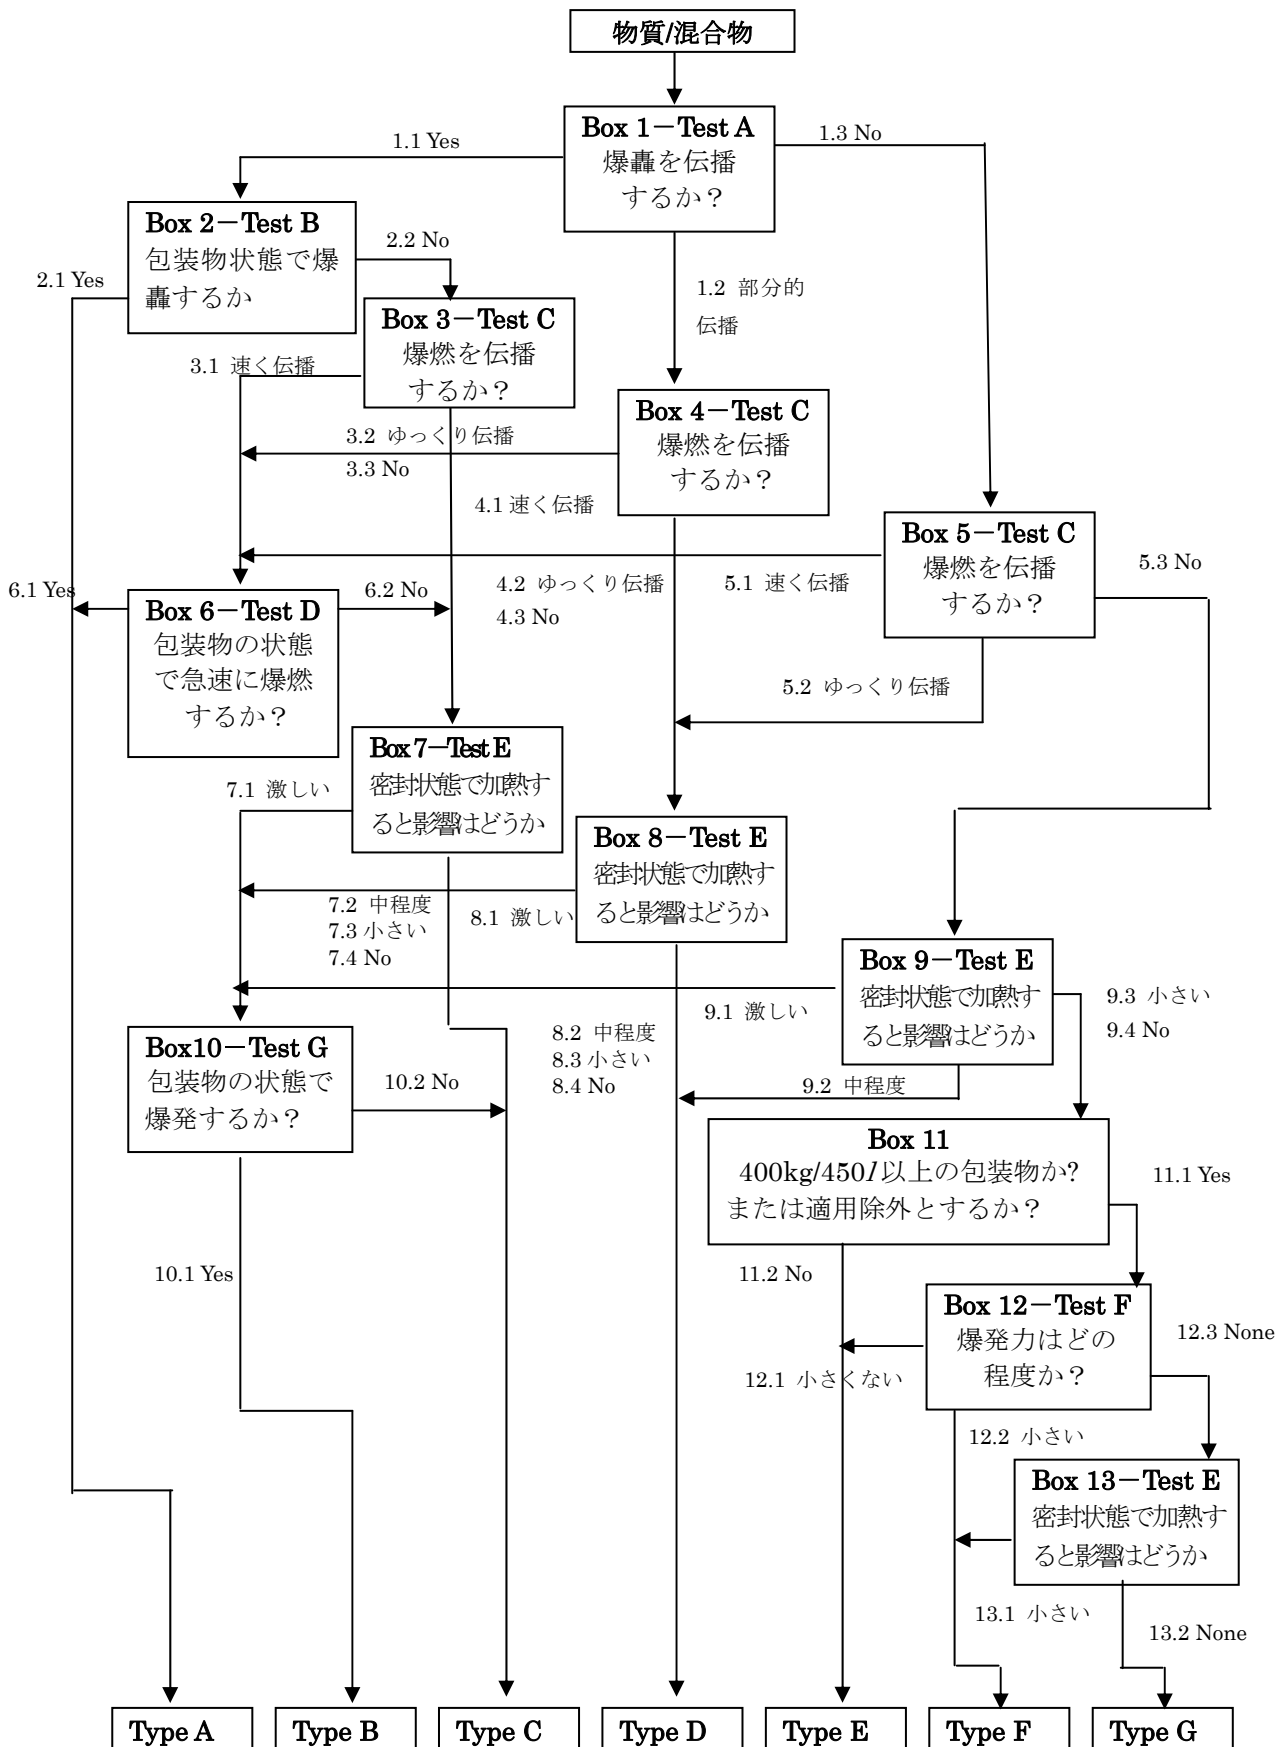 物質/混合物
Box 1－Test A
爆轟を伝播
するか？
1.1 Yes
1.3 No
Box 2－Test B
包装物状態で爆
轟するか
2.1 Yes
2.2 No
1.2 部分的
伝播
Box 3－Test C
爆燃を伝播
するか？
3.1 速く伝播
Box 4－Test C
爆燃を伝播
するか？
3.2 ゆっくり伝播
3.3 No
4.1 速く伝播
Box 5－Test C
爆燃を伝播
するか？
5.3 No
4.2 ゆっくり伝播
4.3 No
5.1 速く伝播
6.1 Yes
6.2 No
Box 6－Test D
包装物の状態
で急速に爆燃
するか？
5.2 ゆっくり伝播
Box 7－Test E
密封状態で加熱す
ると影響はどうか
7.1 激しい
Box 8－Test E
密封状態で加熱す
ると影響はどうか
7.2 中程度
7.3 小さい
7.4 No
8.1 激しい
Box 9－Test E
密封状態で加熱す
ると影響はどうか
9.1 激しい
9.3 小さい
9.4 No
Box10－Test G
包装物の状態で
爆発するか？
10.2 No
8.2 中程度
8.3 小さい
8.4 No
9.2 中程度
Box 11
400kg/450l以上の包装物か?
または適用除外とするか？
11.1 Yes
10.1 Yes
11.2 No
Box 12－Test F
爆発力はどの
程度か？
12.3 None
12.1 小さくない
12.2 小さい
Box 13－Test E
密封状態で加熱す
ると影響はどうか
13.1 小さい
13.2 None
Type A
Type B
Type C
Type D
Type E
Type F
Type G